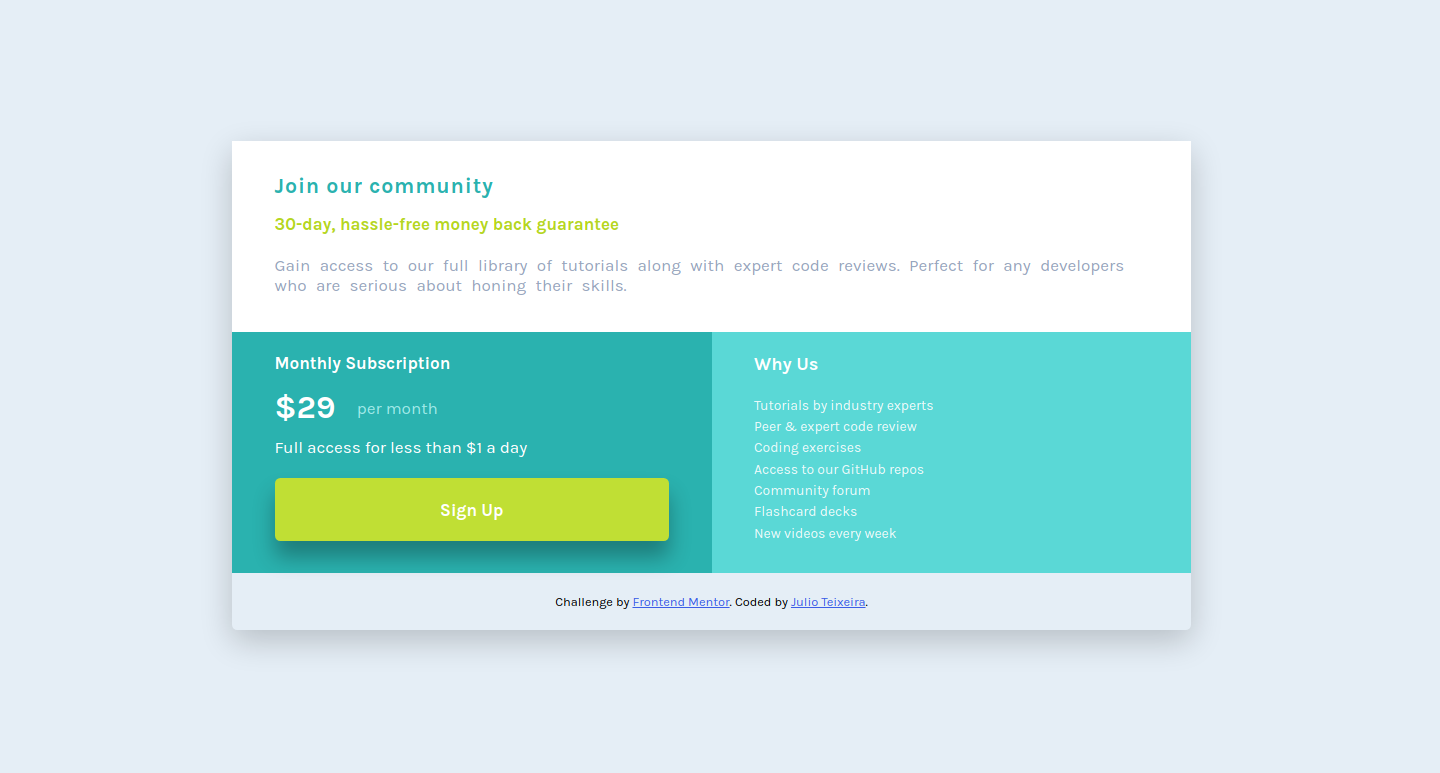 Join our community
30-day, hassle-free money back guarantee
Gain access to our full library of tutorials along with expert code reviews. Perfect for any developers
who are serious about honing their skills.
Monthly Subscription
$29 per month
Full access for less than $1 a day
Sign Up
Why Us
Tutorials by industry experts
Peer & expert code review
Coding exercises
Access to our GitHub repos
Community forum
Flashcard decks
New videos every week
Challenge by Frontend Mentor. Coded by Julio Teixeira.